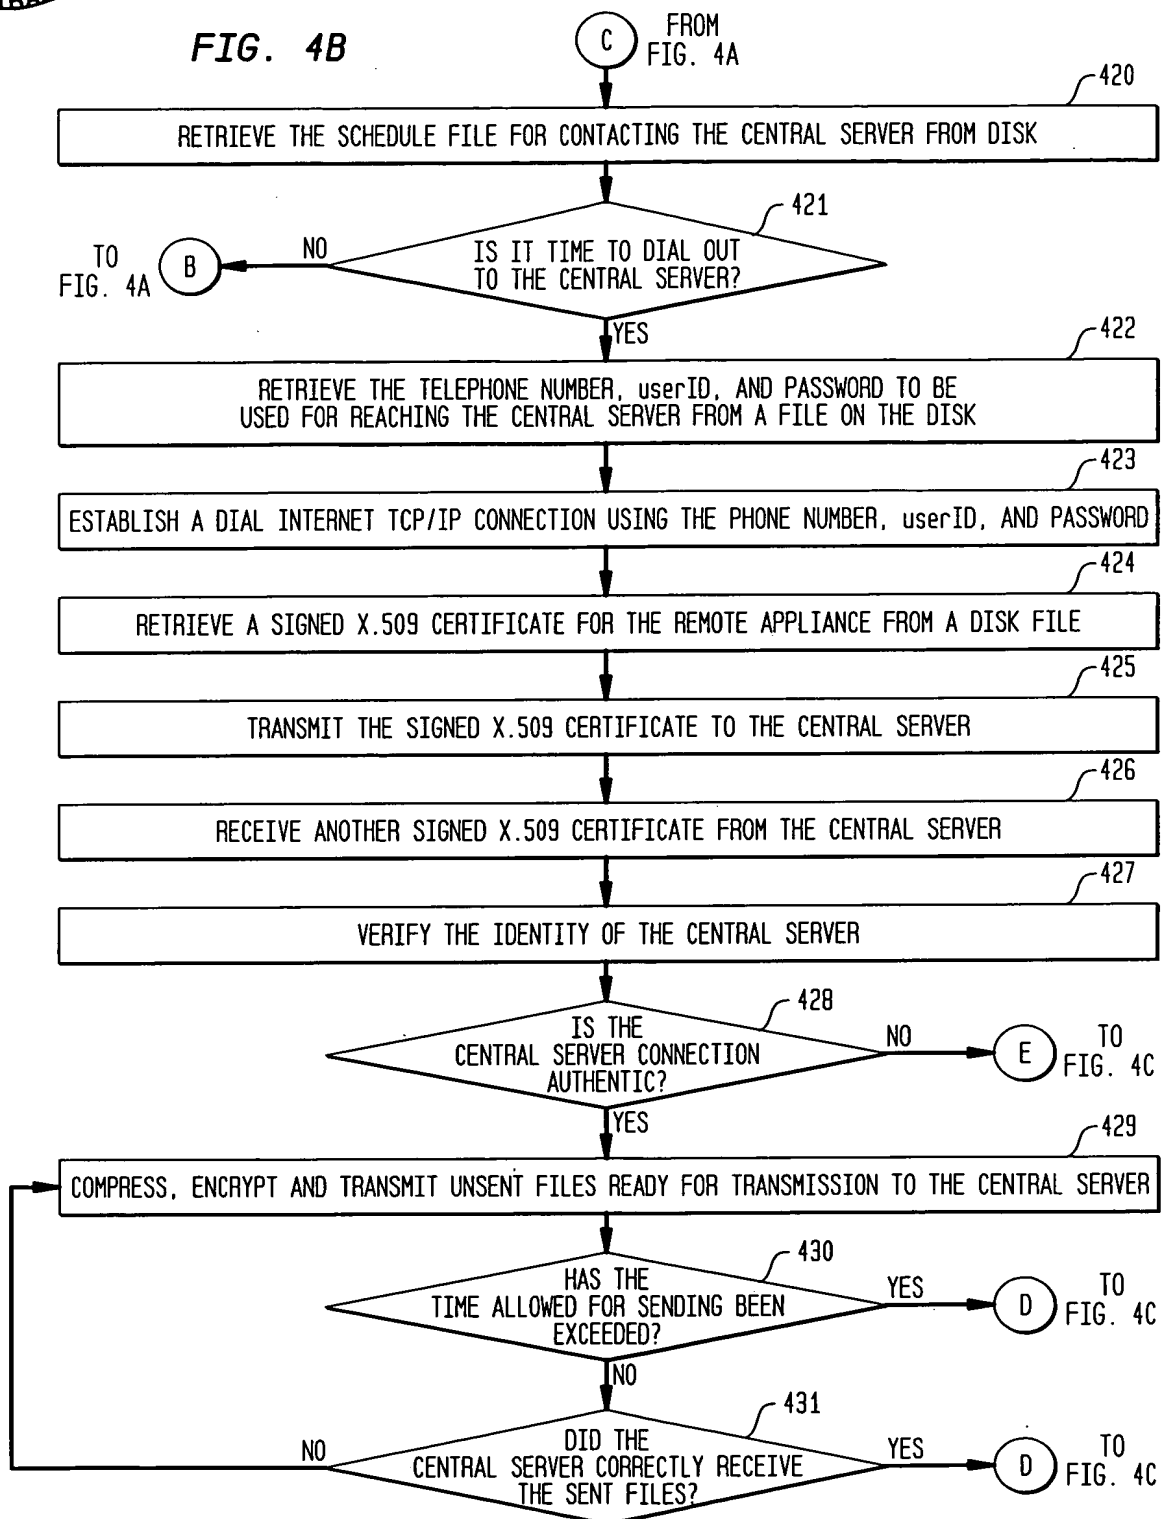 FIG. 4B
C
FROM
FIG. 4A
420
RETRIEVE THE SCHEDULE FILE FOR CONTACTING THE CENTRAL SERVER FROM DISK
421
IS IT TIME TO DIAL OUT
TO THE CENTRAL SERVER?
NO
B
TO
FIG. 4A
YES
422
RETRIEVE THE TELEPHONE NUMBER, userID, AND PASSWORD TO BE
USED FOR REACHING THE CENTRAL SERVER FROM A FILE ON THE DISK
423
ESTABLISH A DIAL INTERNET TCP/IP CONNECTION USING THE PHONE NUMBER, userID, AND PASSWORD
424
RETRIEVE A SIGNED X.509 CERTIFICATE FOR THE REMOTE APPLIANCE FROM A DISK FILE
425
TRANSMIT THE SIGNED X.509 CERTIFICATE TO THE CENTRAL SERVER
426
RECEIVE ANOTHER SIGNED X.509 CERTIFICATE FROM THE CENTRAL SERVER
427
VERIFY THE IDENTITY OF THE CENTRAL SERVER
428
IS THE
CENTRAL SERVER CONNECTION
AUTHENTIC?
NO
E
TO
FIG. 4C
YES
429
COMPRESS, ENCRYPT AND TRANSMIT UNSENT FILES READY FOR TRANSMISSION TO THE CENTRAL SERVER
430
HAS THE
TIME ALLOWED FOR SENDING BEEN
EXCEEDED?
YES
D
TO
FIG. 4C
NO
431
DID THE
CENTRAL SERVER CORRECTLY RECEIVE
THE SENT FILES?
NO
YES
D
TO
FIG. 4C